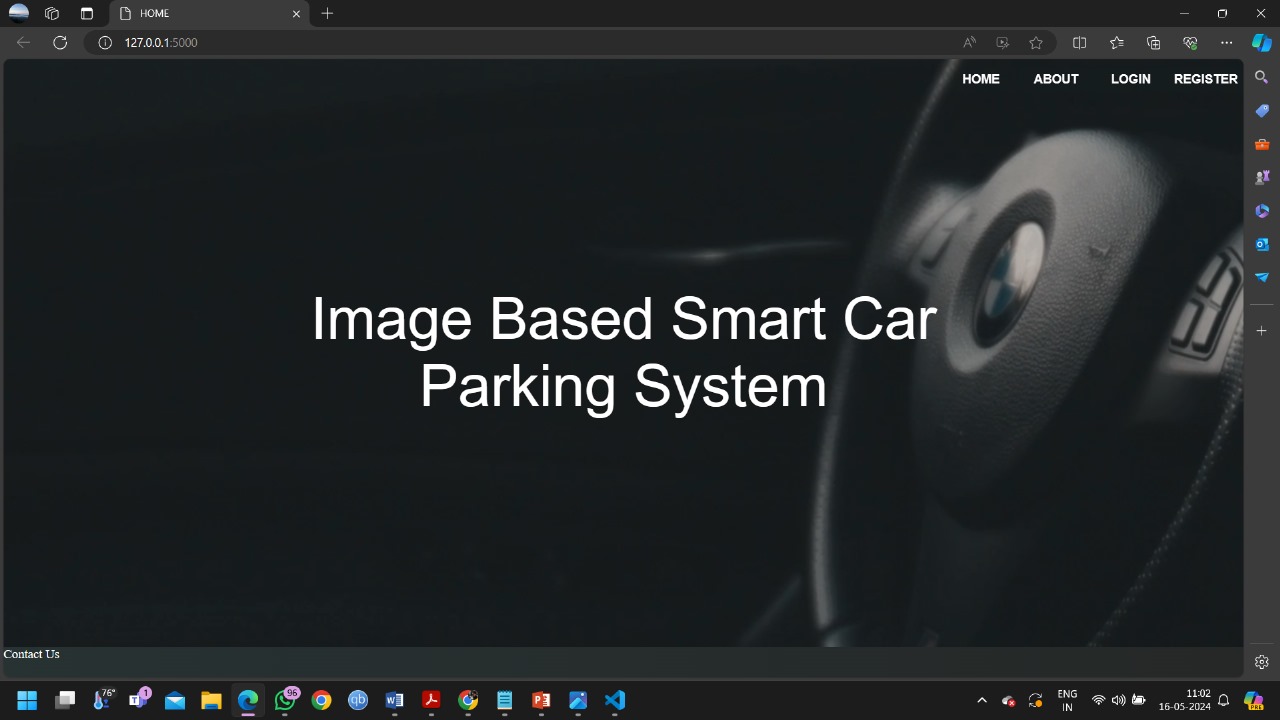 HOME
127.0.0.1:5000
HOME ABOUT LOGIN REGISTER
Image Based Smart Car
Parking System
Contact Us
76°
1
96
ENG
IN
11:02
16-05-2024
PRE